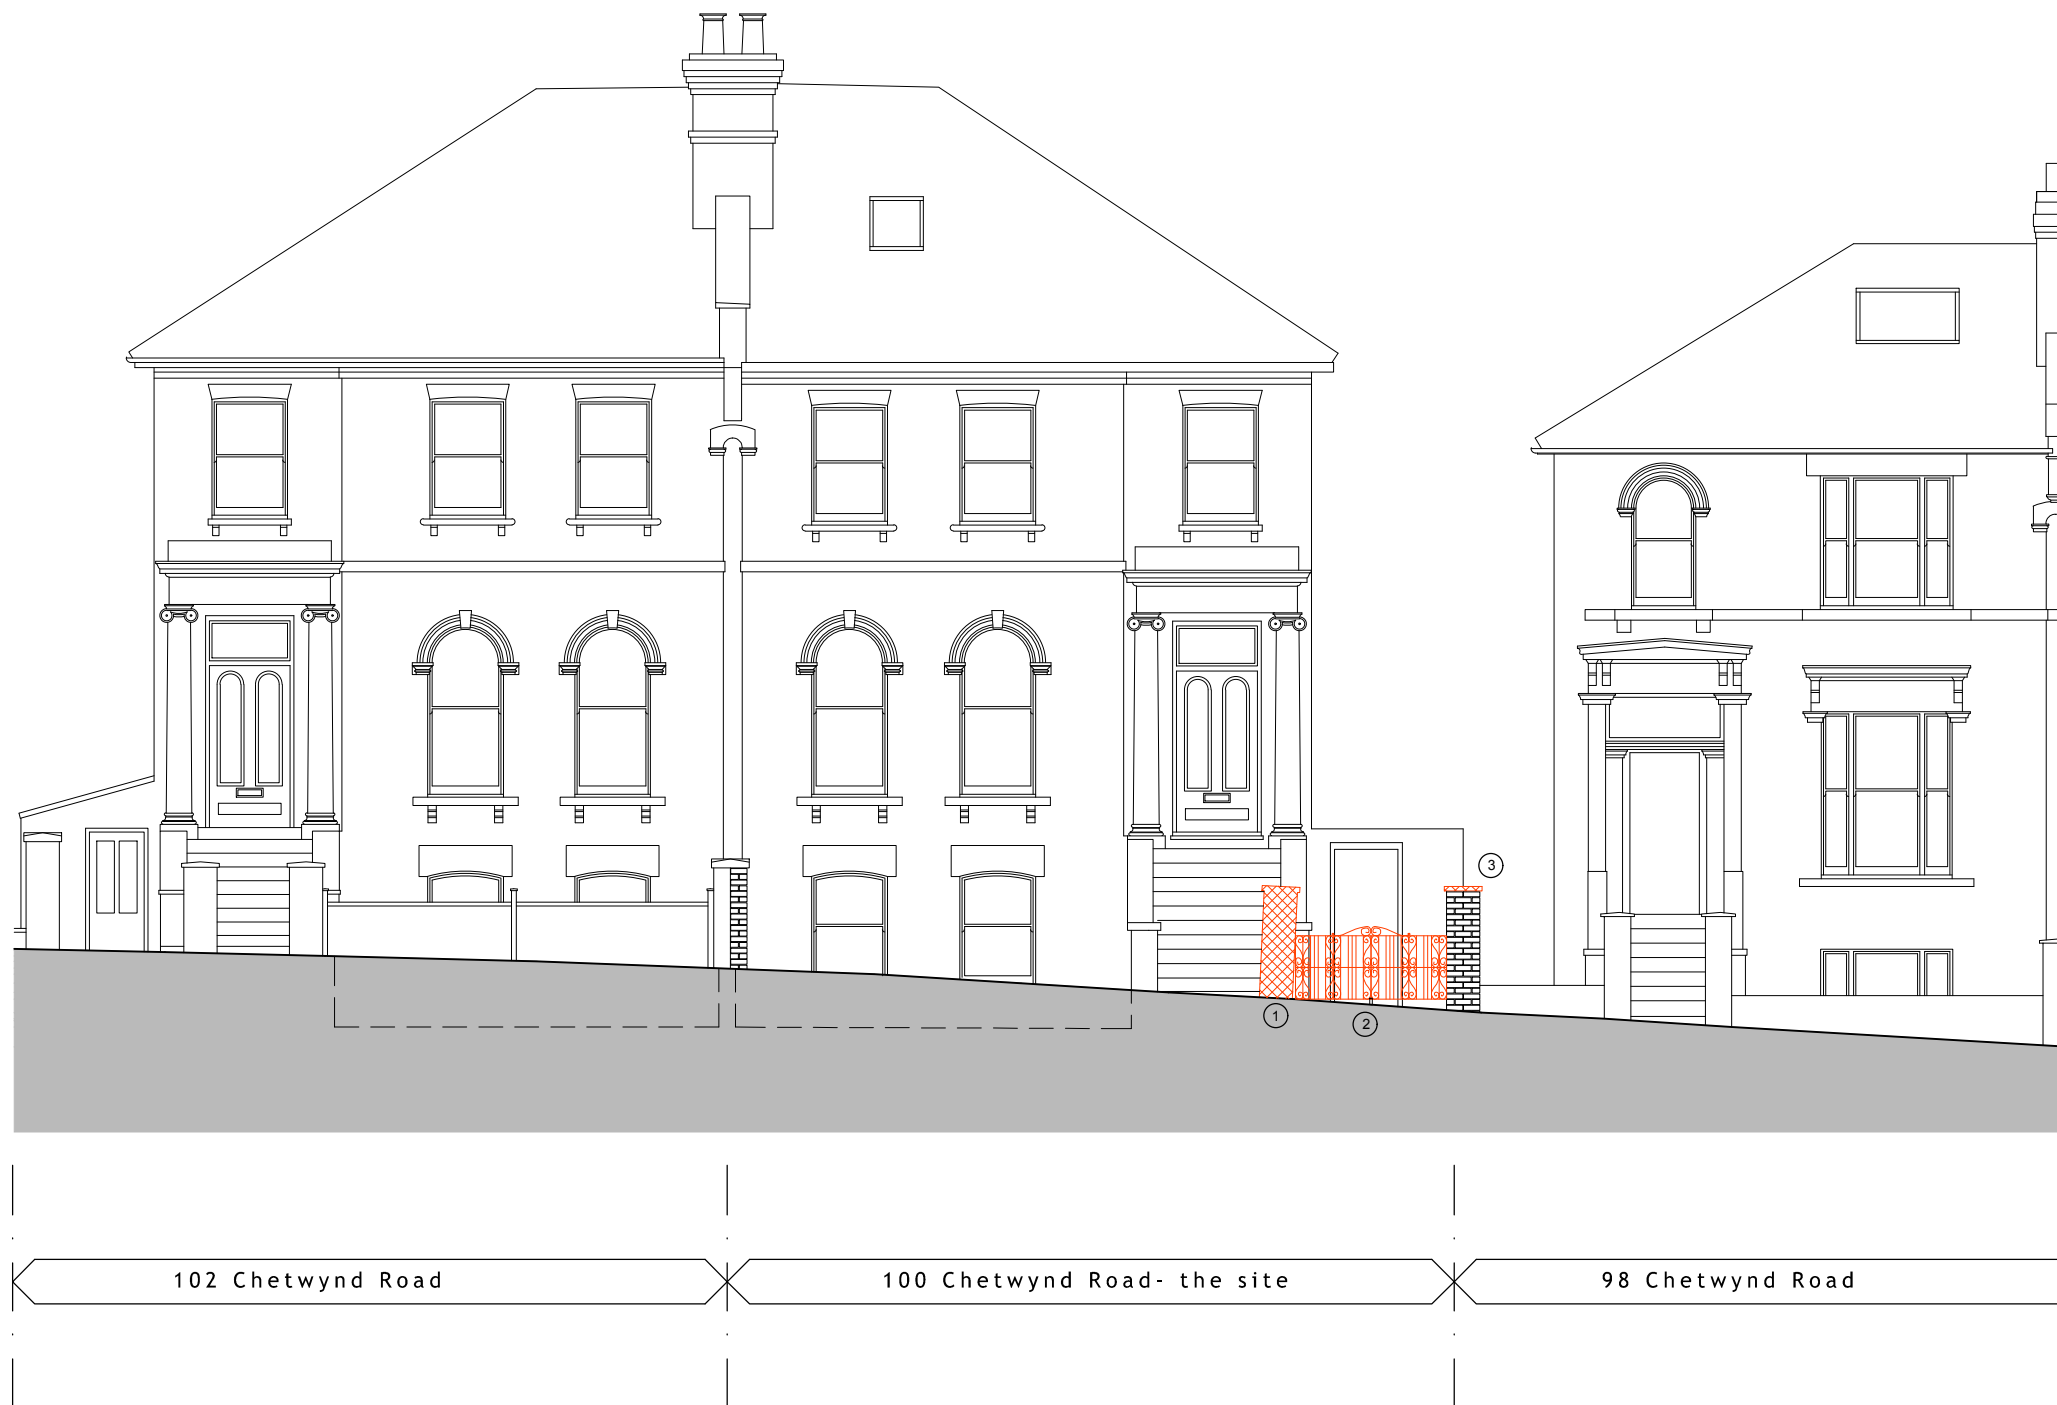 3
1
2
102 Chetwynd Road
100 Chetwynd Road- the site
98 Chetwynd Road